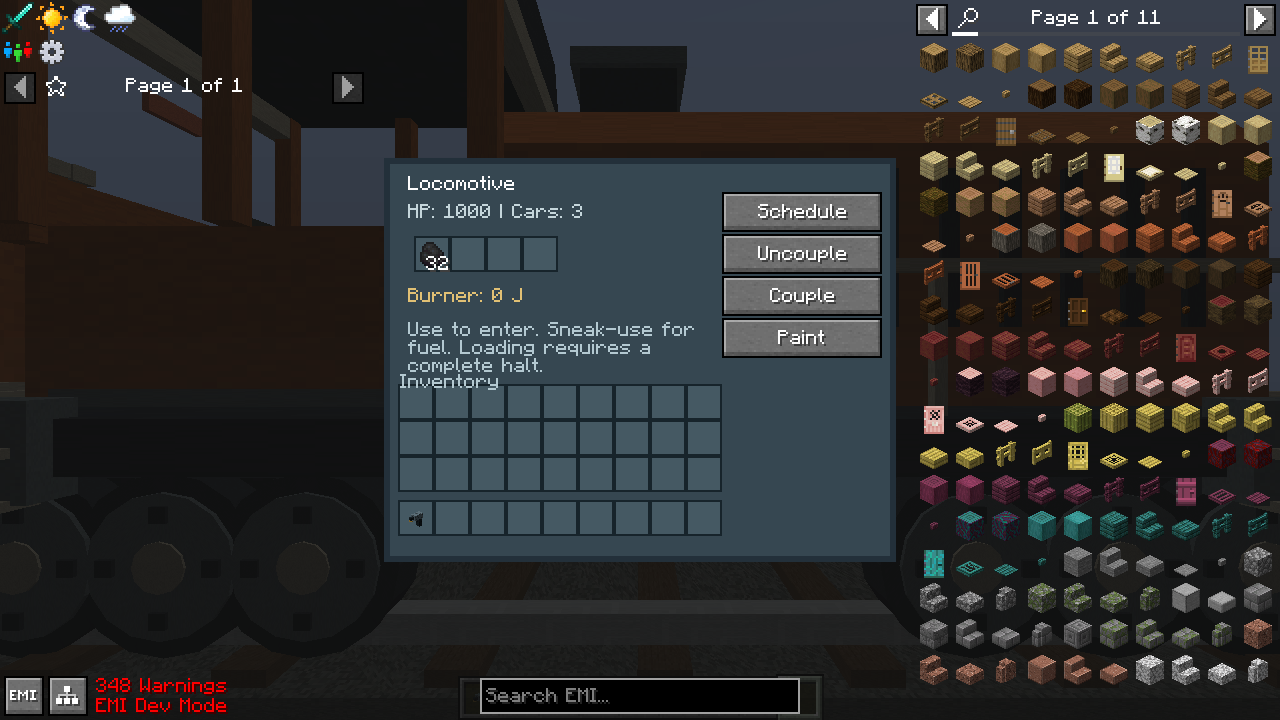 Page 1 of 11
Page 1 of 1
Locomotive
HP: 1000 | Cars: 3
32
Burner: 0 J
Use to enter. Sneak-use for
fuel. Loading requires a
complete halt.
Inventory
Schedule
Uncouple
Couple
Paint
EMI
348 Warnings
EMI Dev Mode
Search EMI...